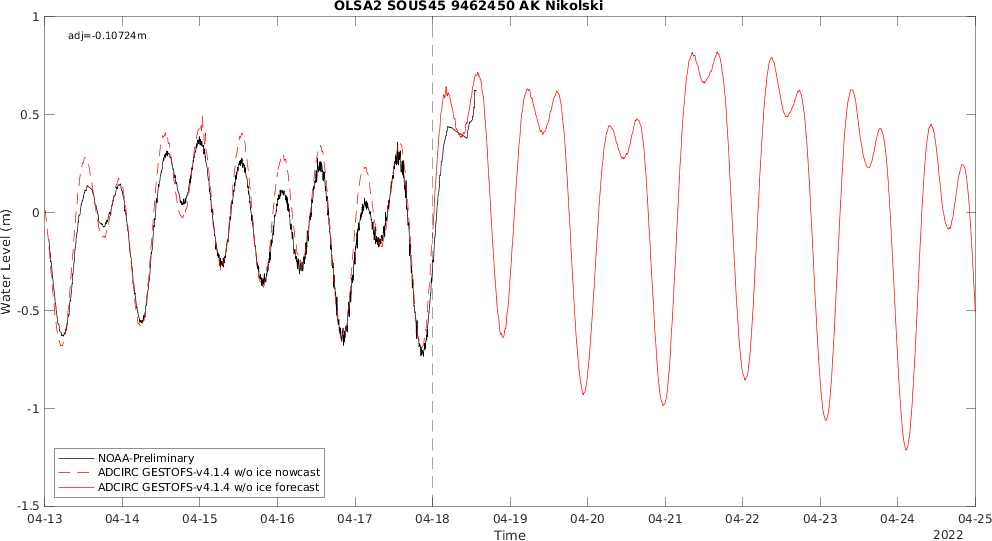 OLSA2 SOUS45 9462450 AK Nikolski
adj=-0.10724m
1
0.5
0
-0.5
-1
-1.5
Water Level (m)
NOAA-Preliminary
ADCIRC GESTOFS-v4.1.4 w/o ice nowcast
ADCIRC GESTOFS-v4.1.4 w/o ice forecast
04-13 04-14 04-15 04-16 04-17 04-18 04-19 04-20 04-21 04-22 04-23 04-24 04-25
Time
2022